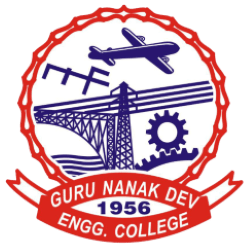 GURU NANAK DEV
1956
ENGG. COLLEGE